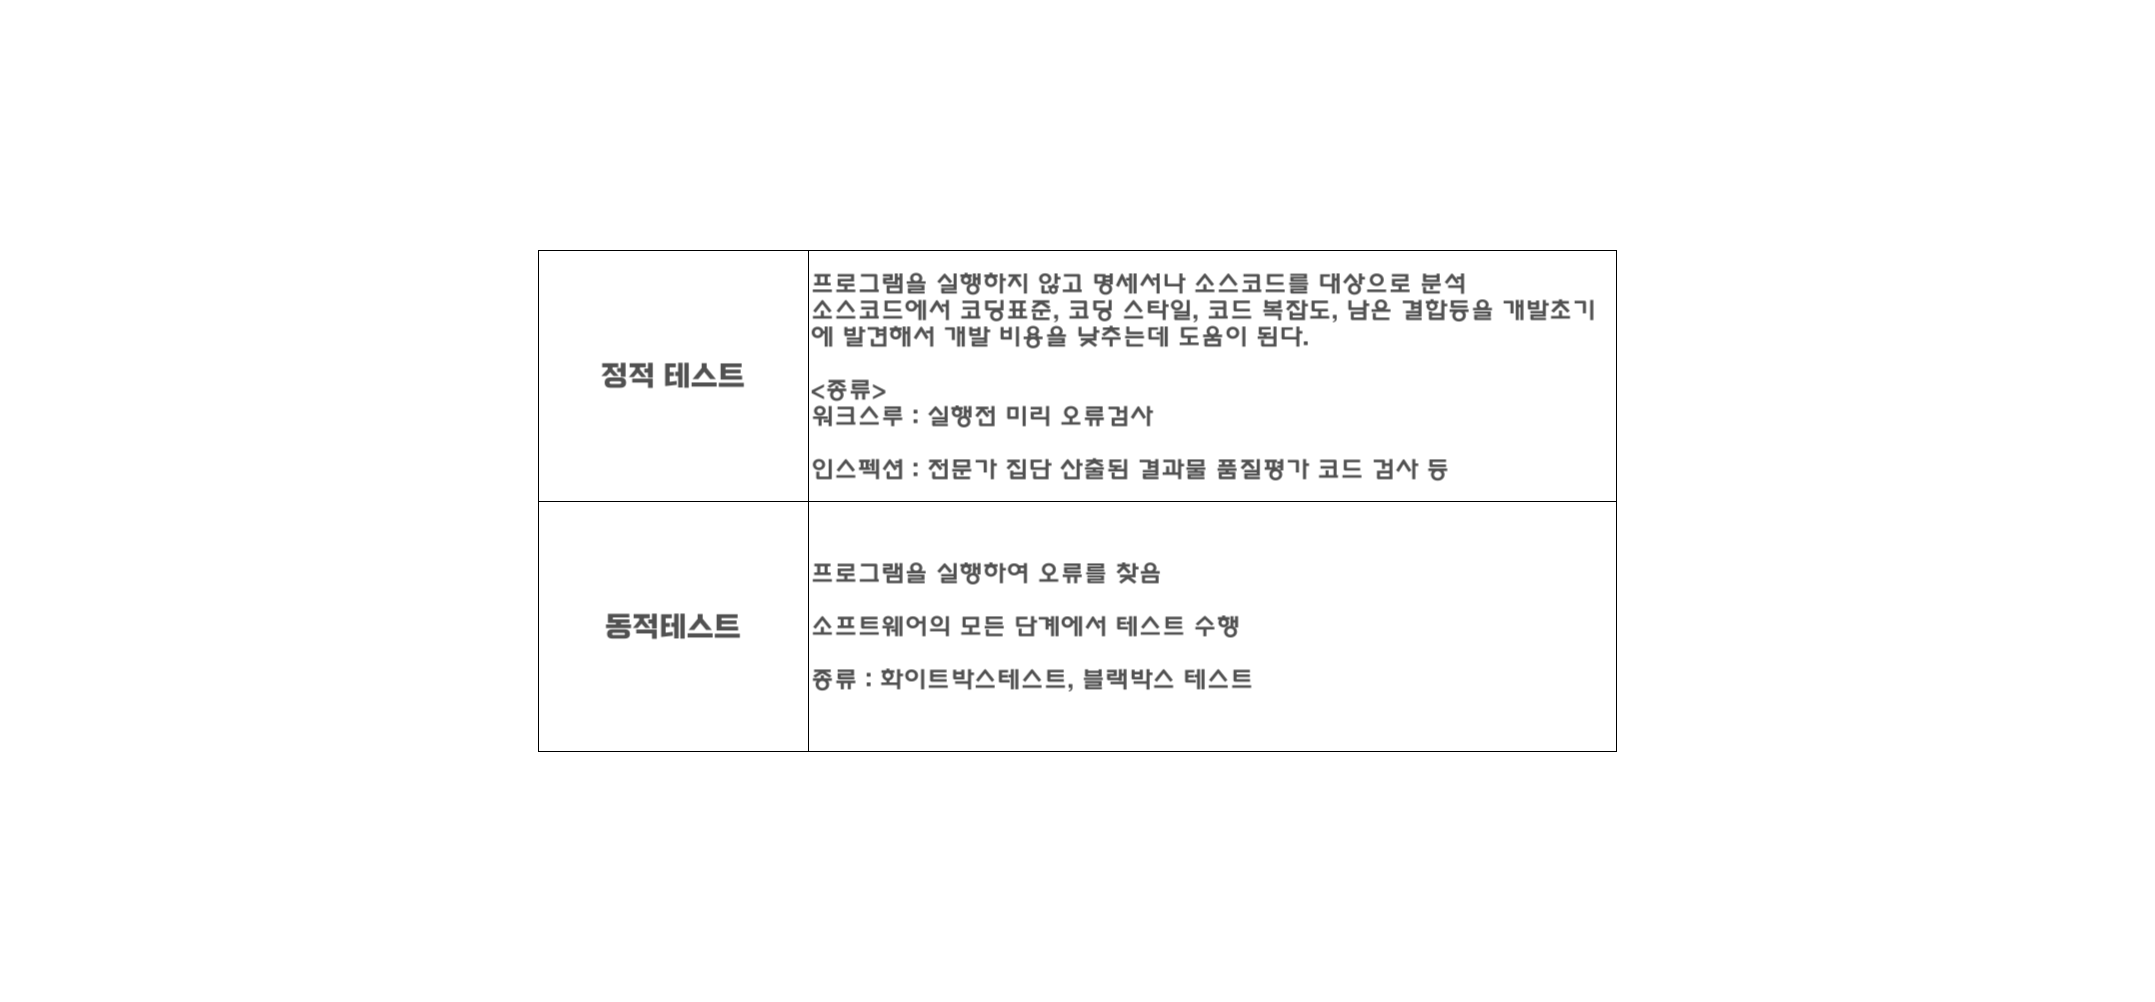 정적 테스트
프로그램을 실행하지 않고 명세서나 소스코드를 대상으로 분석
소스코드에서 코딩표준, 코딩 스타일, 코드 복잡도, 남은 결합등을 개발초기
에 발견해서 개발 비용을 낮추는데 도움이 된다.
<종류>
워크스루 : 실행전 미리 오류검사
인스펙션 : 전문가 집단 산출된 결과물 품질평가 코드 검사 등
동적테스트
프로그램을 실행하여 오류를 찾음
소프트웨어의 모든 단계에서 테스트 수행
종류 : 화이트박스테스트, 블랙박스 테스트